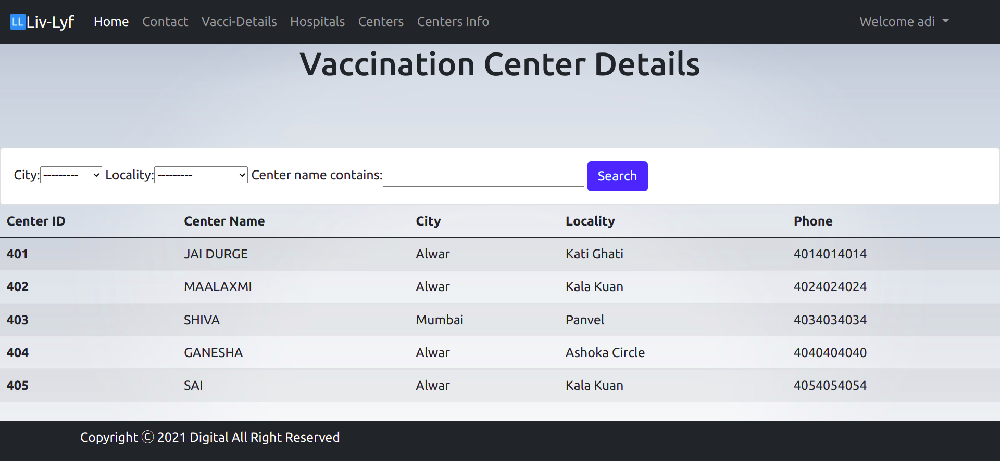 LL Liv-Lyf Home Contact Vacci-Details Hospitals Centers Centers Info Welcome adi
Vaccination Center Details
City: --------- Locality: --------- Center name contains: Search
Center ID Center Name City Locality Phone
401 JAI DURGE Alwar Kati Ghati 4014014014
402 MAALAXMI Alwar Kala Kuan 4024024024
403 SHIVA Mumbai Panvel 4034034034
404 GANESHA Alwar Ashoka Circle 4040404040
405 SAI Alwar Kala Kuan 4054054054
Copyright Ⓒ 2021 Digital All Right Reserved